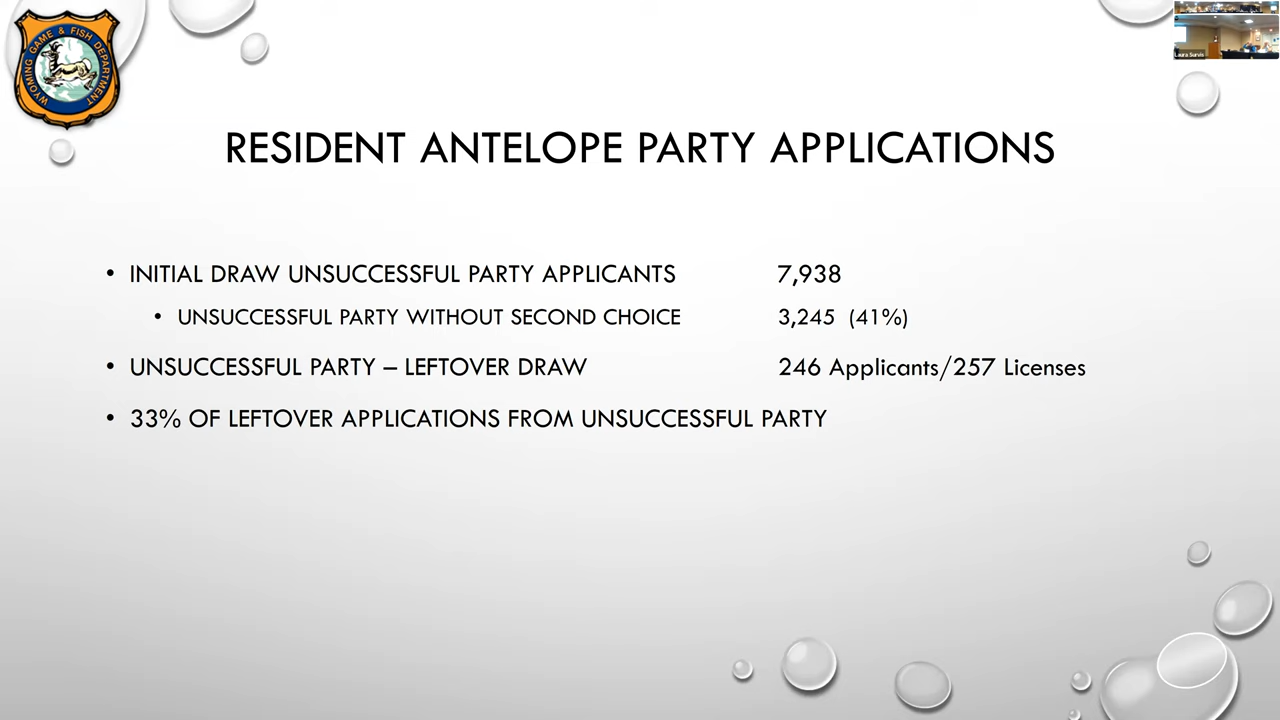 WYOMING GAME & FISH DEPARTMENT
Laura Survis
RESIDENT ANTELOPE PARTY APPLICATIONS
• INITIAL DRAW UNSUCCESSFUL PARTY APPLICANTS 7,938
• UNSUCCESSFUL PARTY WITHOUT SECOND CHOICE 3,245 (41%)
• UNSUCCESSFUL PARTY – LEFTOVER DRAW 246 Applicants/257 Licenses
• 33% OF LEFTOVER APPLICATIONS FROM UNSUCCESSFUL PARTY